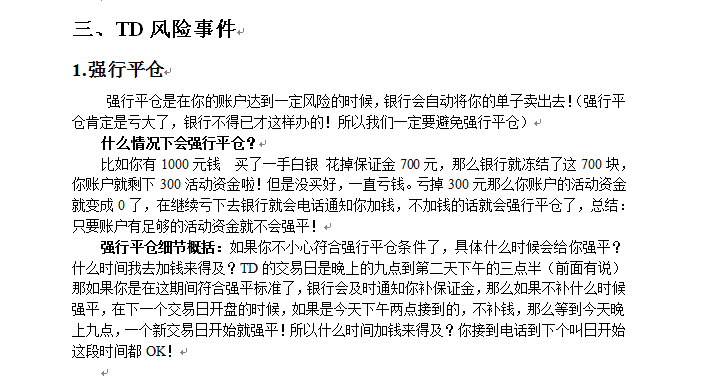 三、TD 风险事件
1.强行平仓
强行平仓是在你的账户达到一定风险的时候，银行会自动将你的单子卖出去！（强行平
仓肯定是亏大了，银行不得已才这样办的！所以我们一定要避免强行平仓）
什么情况下会强行平仓？
比如你有 1000 元钱 买了一手白银 花掉保证金 700 元，那么银行就冻结了这 700 块，
你账户就剩下 300 活动资金啦！但是没买好，一直亏钱。亏掉 300 元那么你账户的活动资金
就变成 0 了，在继续亏下去银行就会电话通知你加钱，不加钱的话就会强行平仓了，总结：
只要账户有足够的活动资金就不会强平！
强行平仓细节概括：如果你不小心符合强行平仓条件了，具体什么时候会给你强平？
什么时间我去加钱来得及？TD 的交易日是晚上的九点到第二天下午的三点半（前面有说）
那如果你是在这期间符合强平标准了，银行会及时通知你补保证金，那么如果不补什么时候
强平，在下一个交易日开盘的时候，如果是今天下午两点接到的，不补钱，那么等到今天晚
上九点，一个新交易日开始就强平！所以什么时间加钱来得及？你接到电话到下个叫日开始
这段时间都 OK！